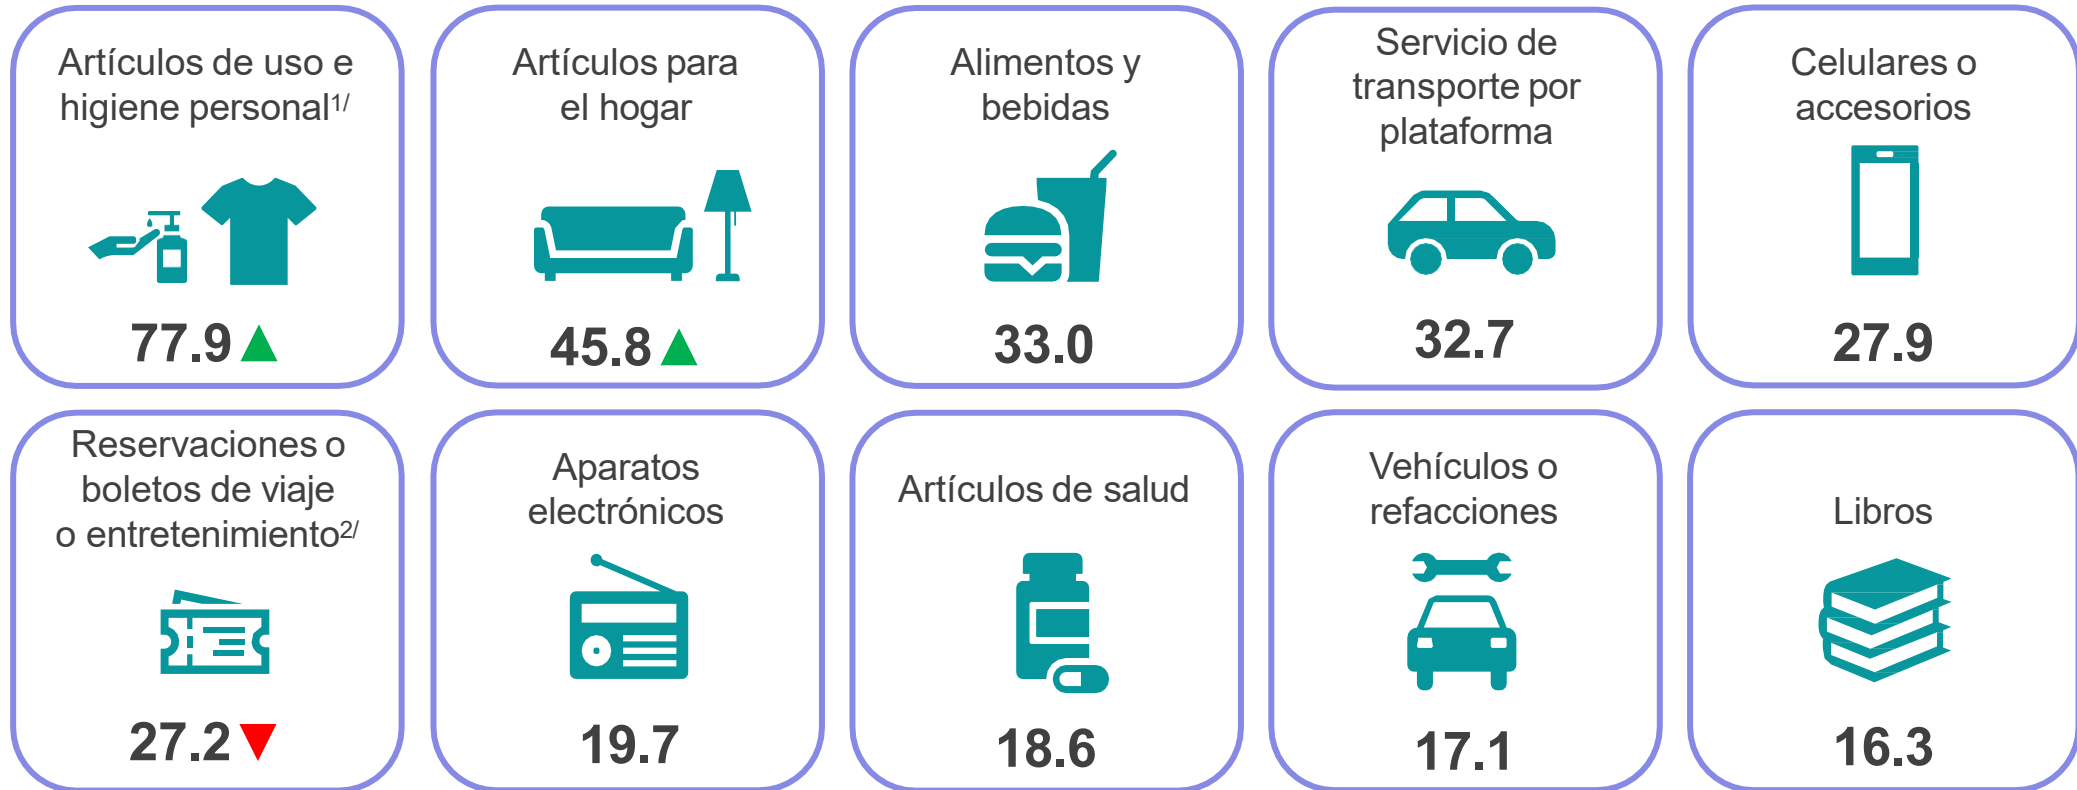 Artículos de uso e
higiene personal1/
77.9
Artículos para
el hogar
45.8
Alimentos y
bebidas
33.0
Servicio de
transporte por
plataforma
32.7
Celulares o
accesorios
27.9
Reservaciones o
boletos de viaje
o entretenimiento2/
27.2
Aparatos
electrónicos
19.7
Artículos de salud
18.6
Vehículos o
refacciones
17.1
Libros
16.3